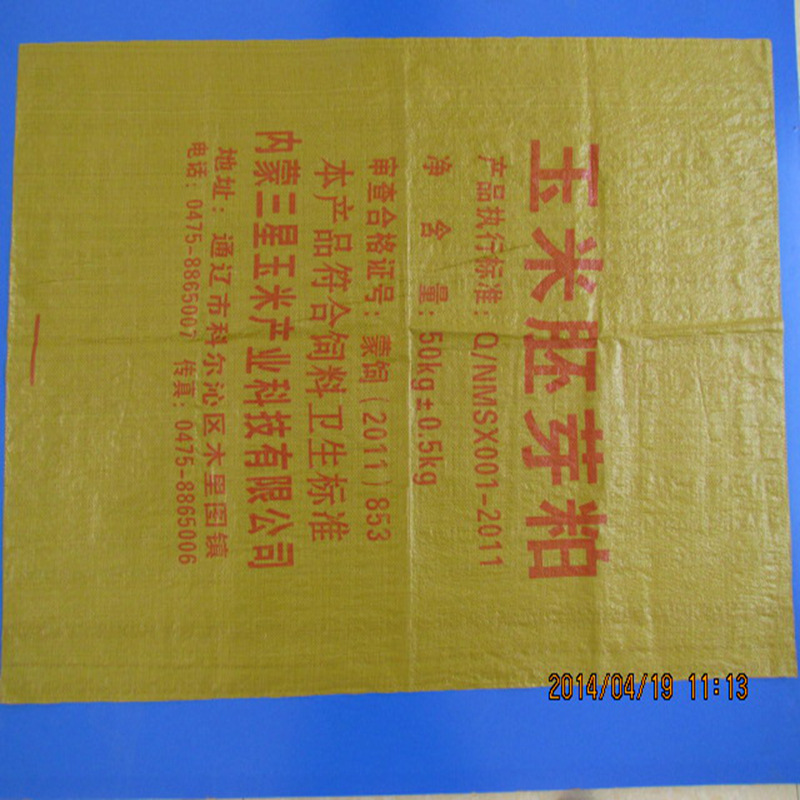 玉米胚芽粕
产品执行标准：Q/NMSX001-2011
净含量：50kg±0.5kg
审查合格证号：蒙饲（2011）853
本产品符合饲料卫生标准
内蒙三星玉米产业科技有限公司
地址：通辽市科尔沁区木里图镇
电话：0475-8865007 传真：0475-8865006
2014/04/19 11:13